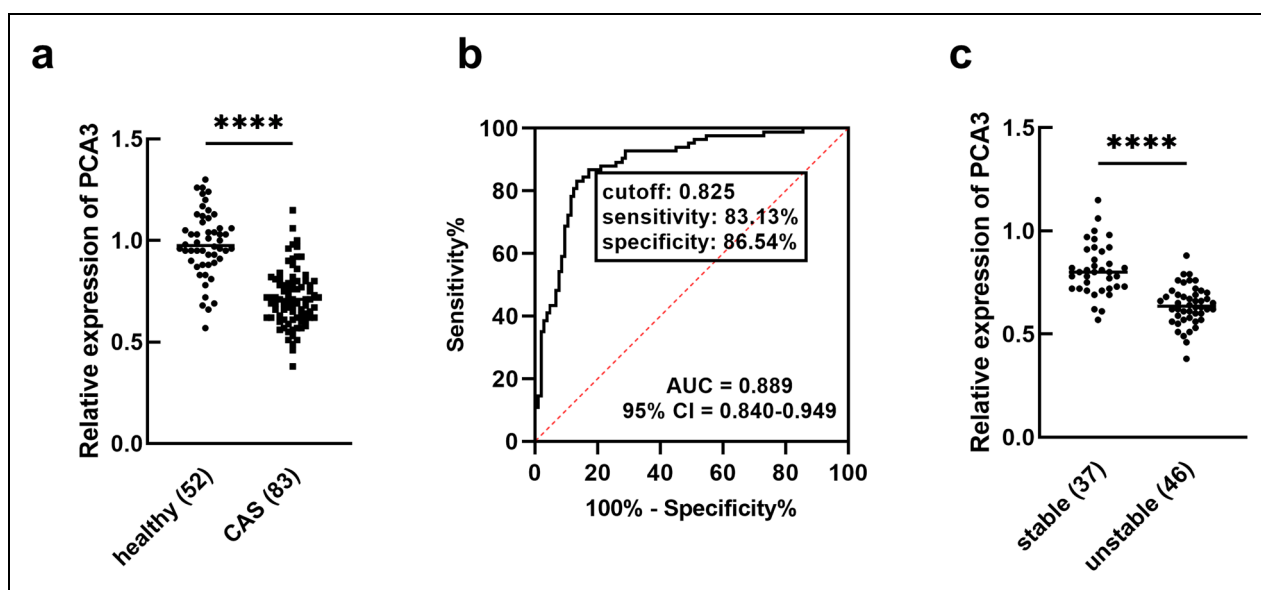 a
Relative expression of PCA3
1.5
1.0
0.5
0.0
****
healthy (52)
CAS (83)
b
Sensitivity%
100
80
60
40
20
0
cutoff: 0.825
sensitivity: 83.13%
specificity: 86.54%
AUC = 0.889
95% CI = 0.840-0.949
0 20 40 60 80 100
100% - Specificity%
c
Relative expression of PCA3
1.5
1.0
0.5
0.0
****
stable (37)
unstable (46)